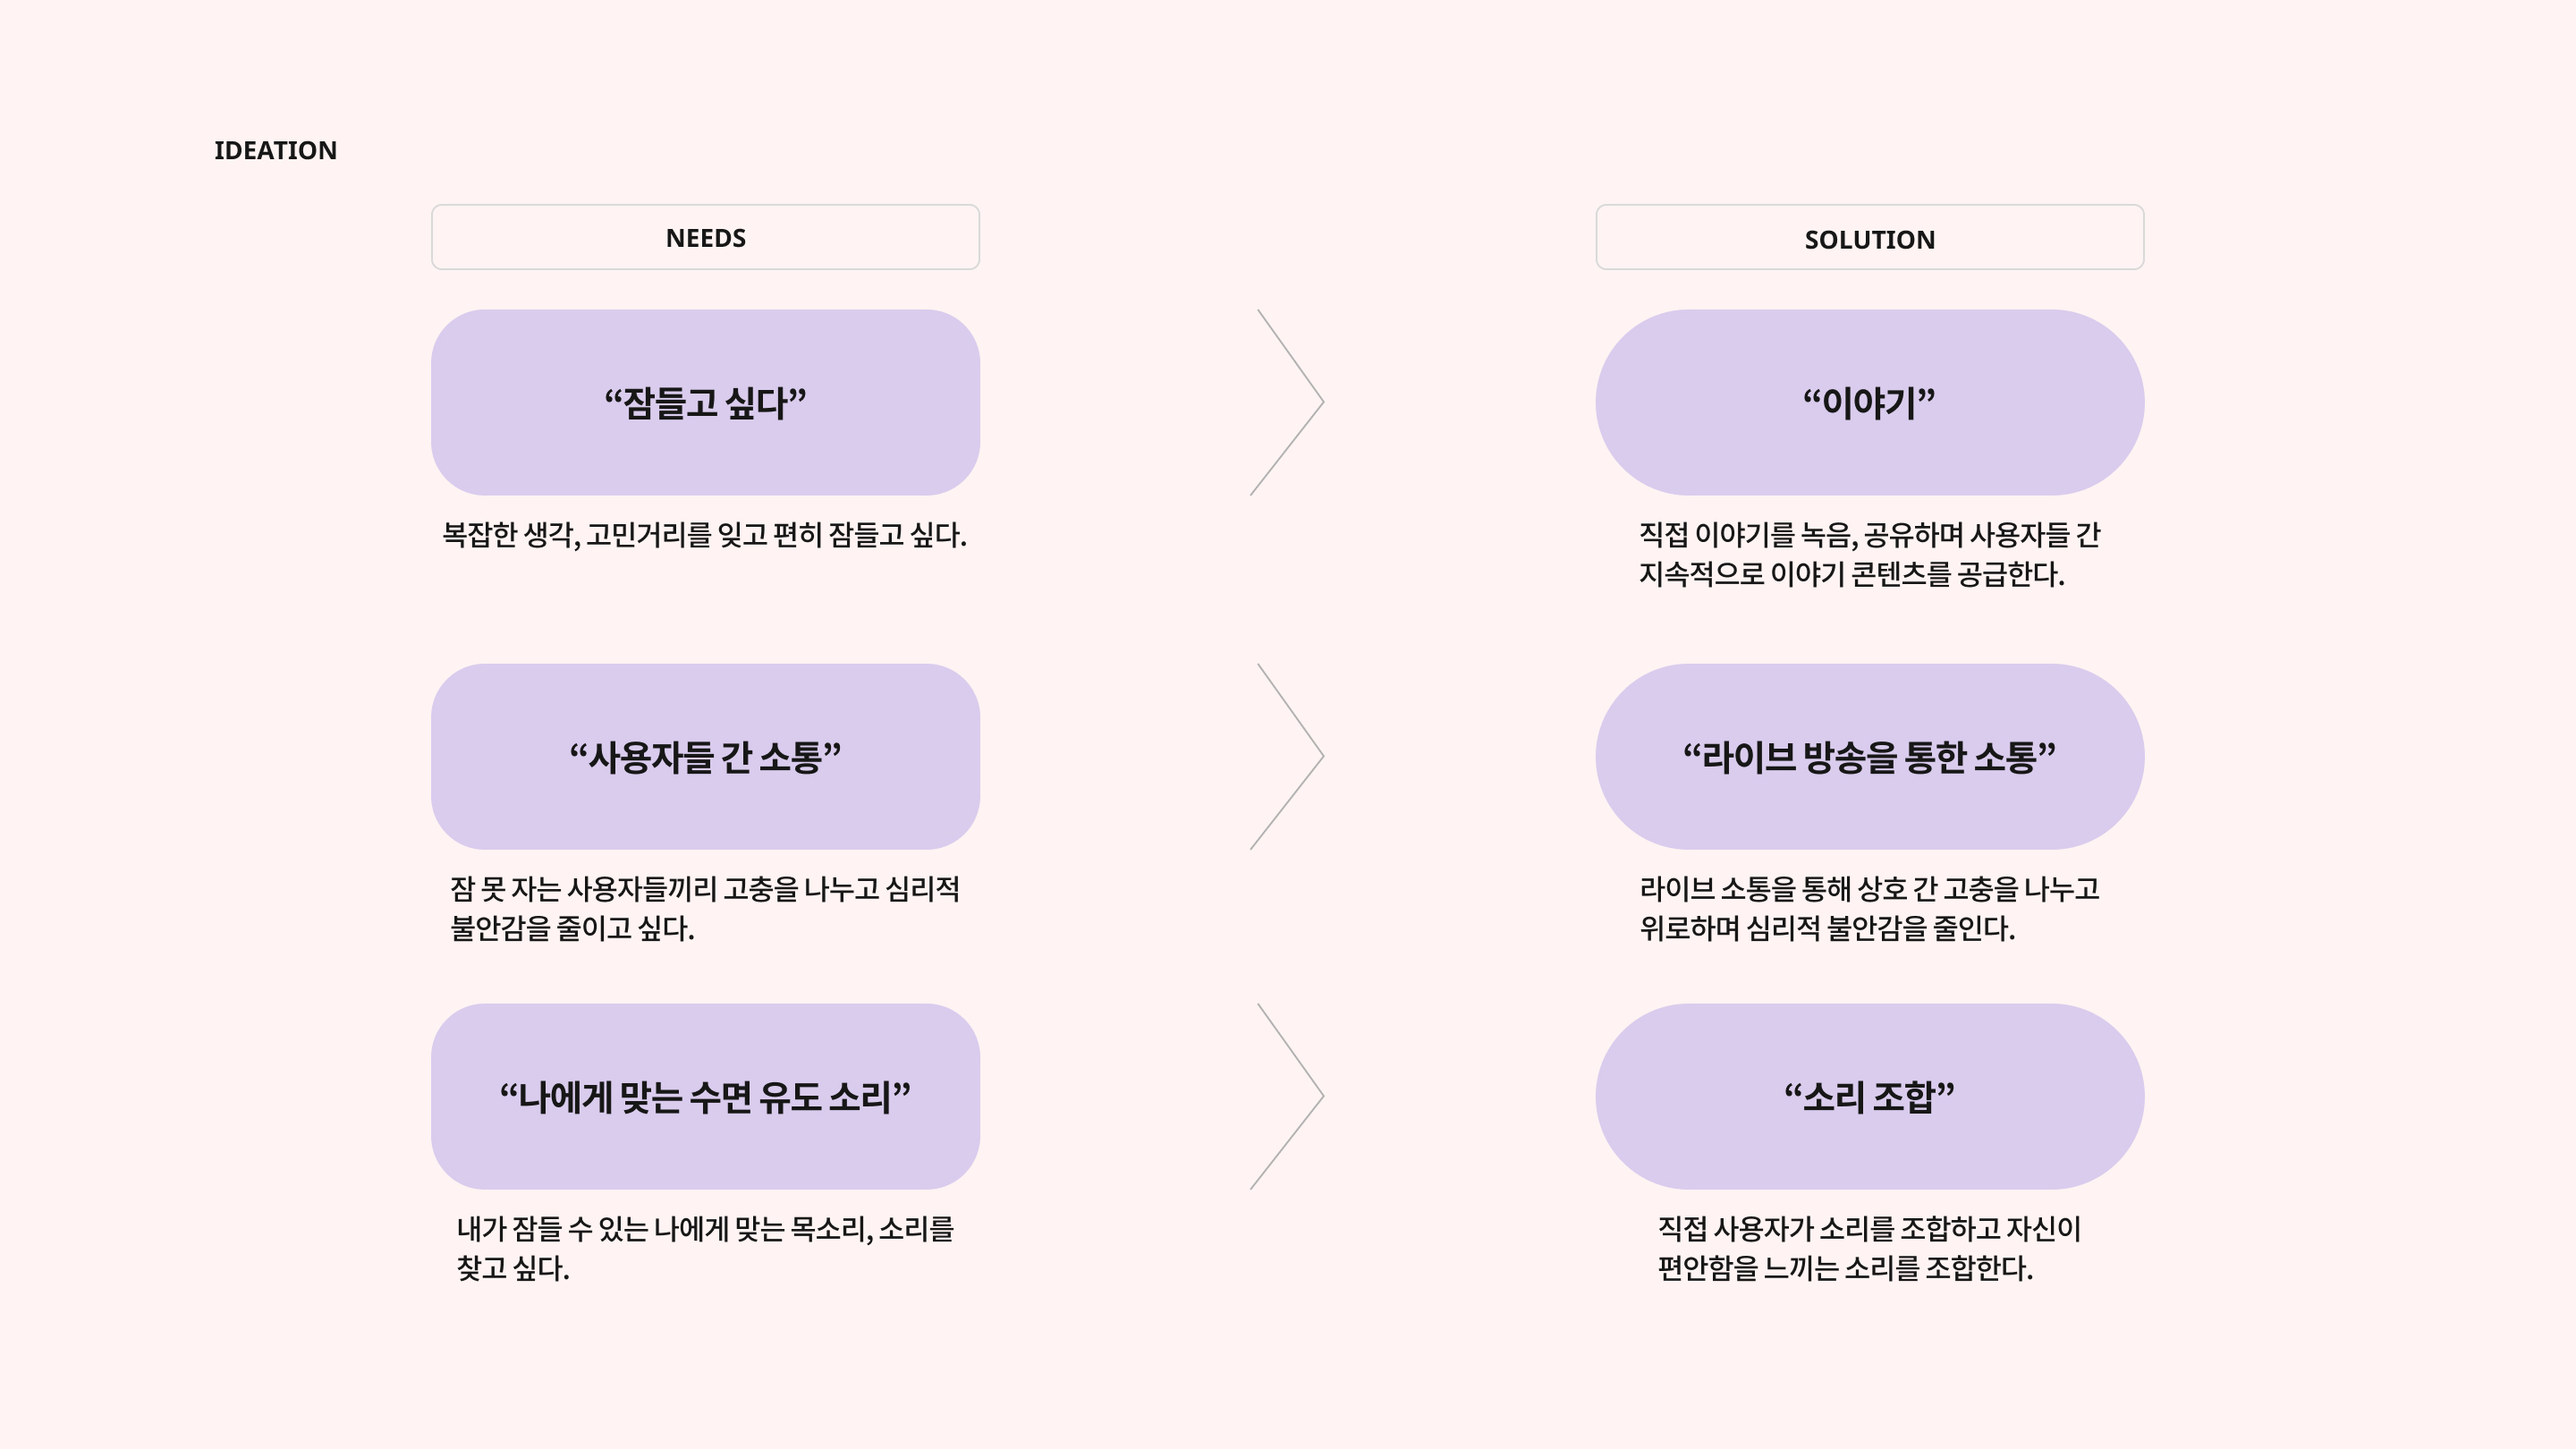 IDEATION
NEEDS
SOLUTION
“잠들고 싶다”
“이야기”
복잡한 생각, 고민거리를 잊고 편히 잠들고 싶다.
직접 이야기를 녹음, 공유하며 사용자들 간
지속적으로 이야기 콘텐츠를 공급한다.
“사용자들 간 소통”
“라이브 방송을 통한 소통”
잠 못 자는 사용자들끼리 고충을 나누고 심리적
불안감을 줄이고 싶다.
라이브 소통을 통해 상호 간 고충을 나누고
위로하며 심리적 불안감을 줄인다.
“나에게 맞는 수면 유도 소리”
“소리 조합”
내가 잠들 수 있는 나에게 맞는 목소리, 소리를
찾고 싶다.
직접 사용자가 소리를 조합하고 자신이
편안함을 느끼는 소리를 조합한다.